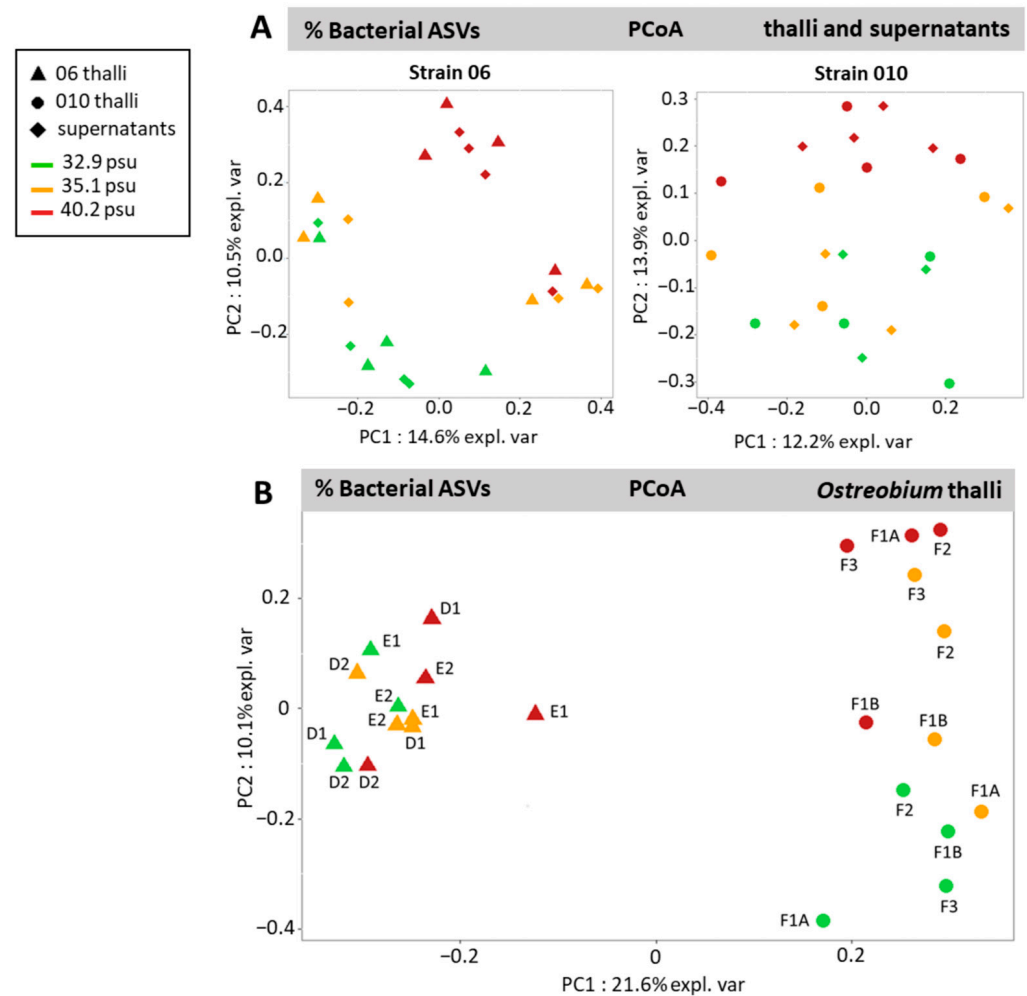 A
% Bacterial ASVs PCoA thalli and supernatants
06 thalli
010 thalli
supernatants
32.9 psu
35.1 psu
40.2 psu
Strain 06
0.4
0.2
0.0
−0.2
PC2 : 10.5% expl. var
−0.2 0.0 0.2 0.4
PC1 : 14.6% expl. var
Strain 010
0.3
0.2
0.1
0.0
−0.1
−0.2
−0.3
PC2 : 13.9% expl. var
−0.4 −0.2 0.0 0.2
PC1 : 12.2% expl. var
B
% Bacterial ASVs PCoA Ostreobium thalli
0.2
0
−0.2
−0.4
PC2 : 10.1% expl. var
F1A
F3 F2
F3
D1
F2
E1
D2 E2
E2 E1 E1
F1B F1B
E2
D1 D1
D2 D2
F1A
F2
F1B
F3
F1A
−0.2 0 0.2
PC1 : 21.6% expl. var